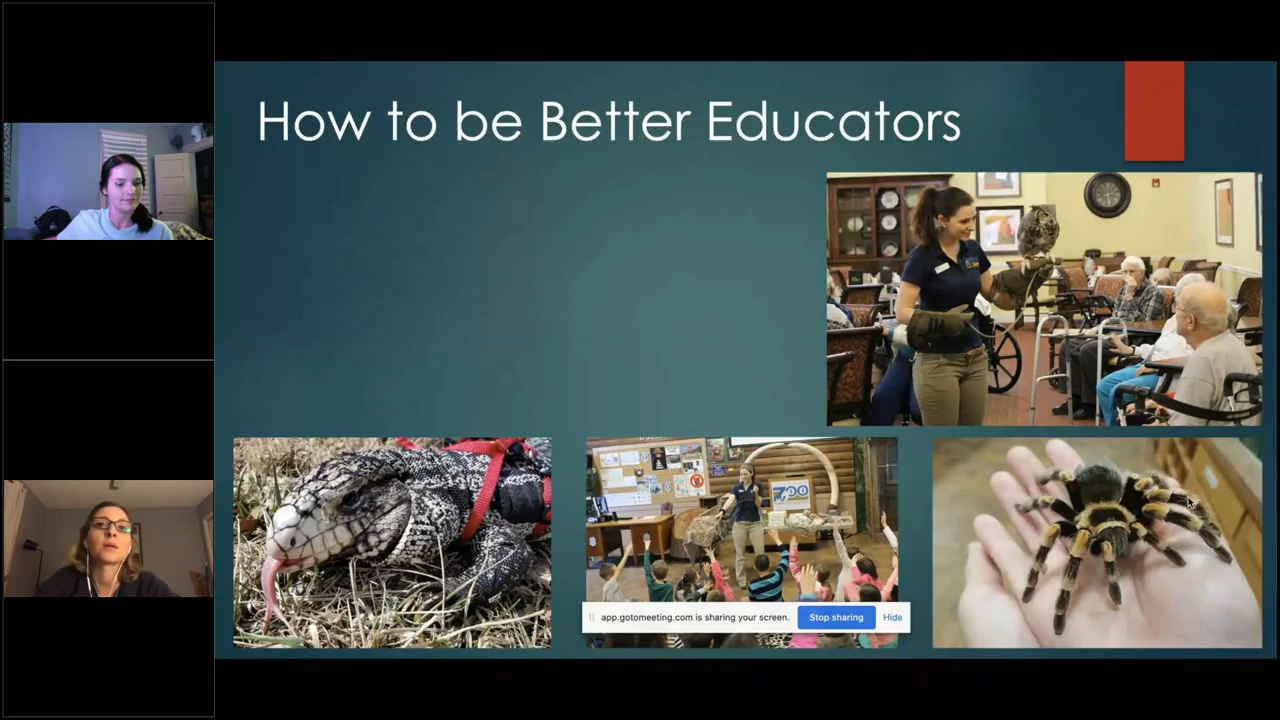 How to be Better Educators
ZOO
app.gotomeeting.com is sharing your screen.
Stop sharing
Hide